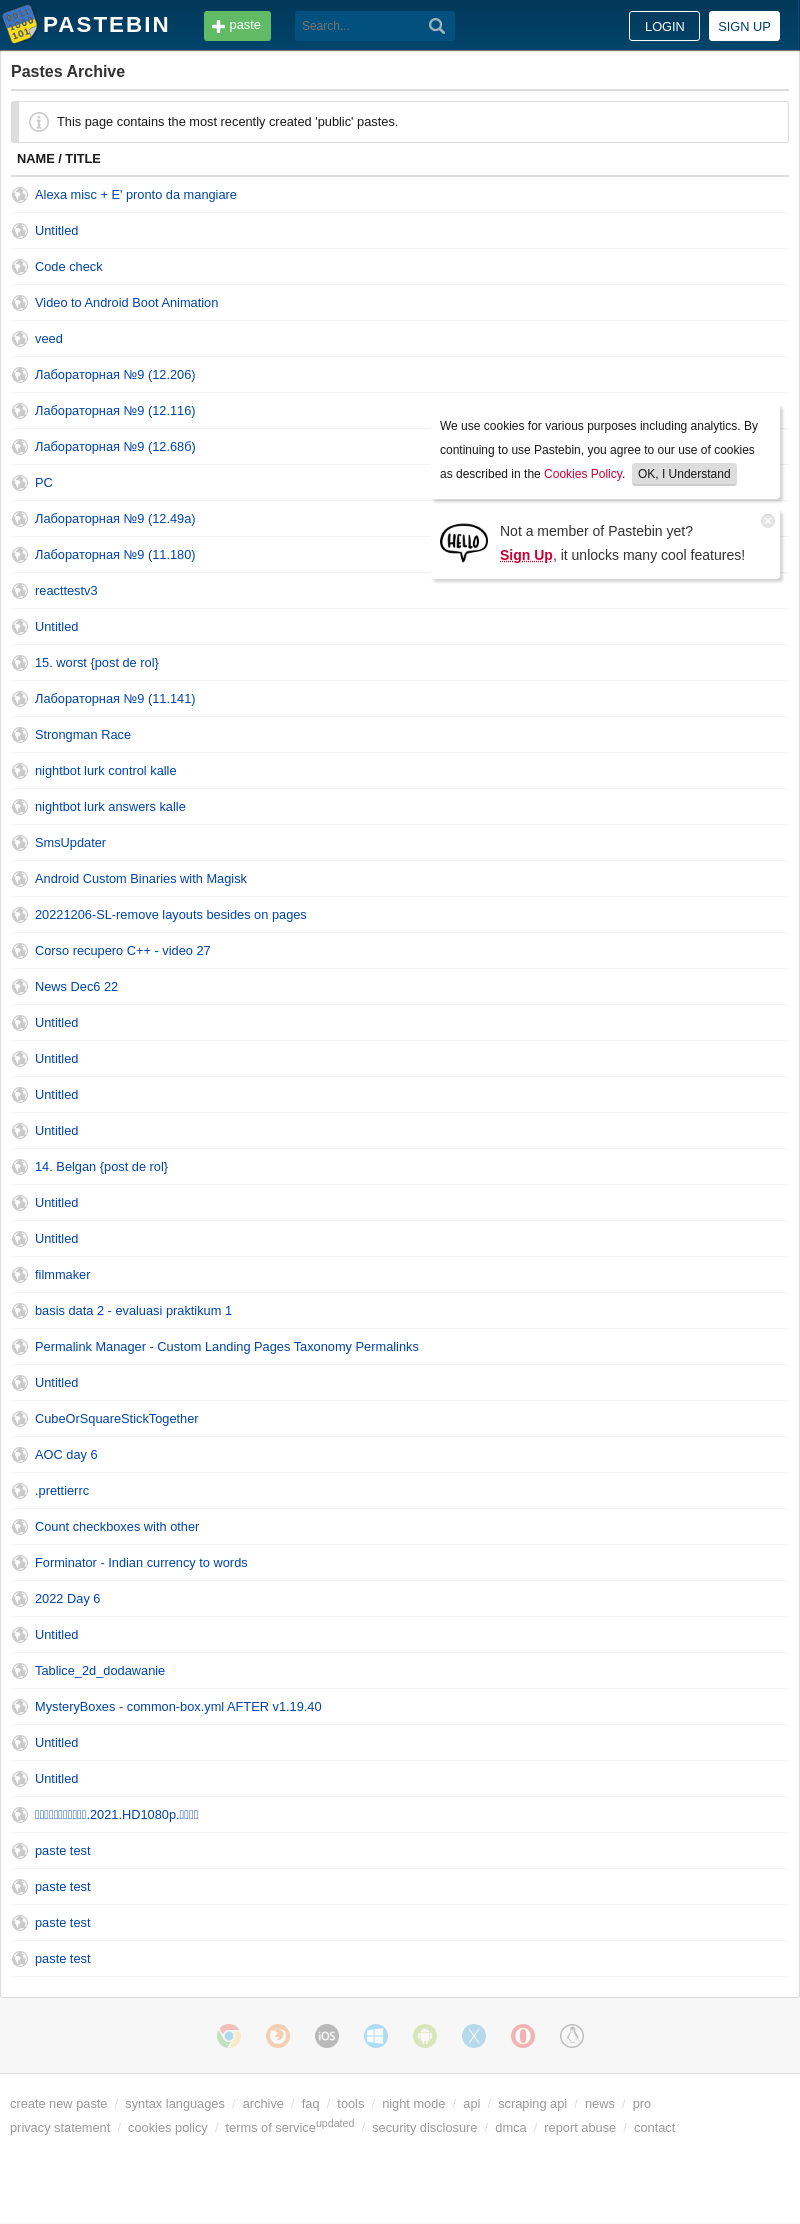 PASTEBIN
paste
Search...
LOGIN
SIGN UP
Pastes Archive
This page contains the most recently created 'public' pastes.
NAME / TITLE
Alexa misc + E' pronto da mangiare
Untitled
Code check
Video to Android Boot Animation
veed
Лабораторная №9 (12.206)
Лабораторная №9 (12.116)
Лабораторная №9 (12.68б)
PC
Лабораторная №9 (12.49а)
Лабораторная №9 (11.180)
We use cookies for various purposes including analytics. By
continuing to use Pastebin, you agree to our use of cookies
as described in the Cookies Policy. OK, I Understand
HELLO
Not a member of Pastebin yet?
Sign Up, it unlocks many cool features!
reacttestv3
Untitled
15. worst {post de rol}
Лабораторная №9 (11.141)
Strongman Race
nightbot lurk control kalle
nightbot lurk answers kalle
SmsUpdater
Android Custom Binaries with Magisk
20221206-SL-remove layouts besides on pages
Corso recupero C++ - video 27
News Dec6 22
Untitled
Untitled
Untitled
Untitled
14. Belgan {post de rol}
Untitled
Untitled
filmmaker
basis data 2 - evaluasi praktikum 1
Permalink Manager - Custom Landing Pages Taxonomy Permalinks
Untitled
CubeOrSquareStickTogether
AOC day 6
.prettierrc
Count checkboxes with other
Forminator - Indian currency to words
2022 Day 6
Untitled
Tablice_2d_dodawanie
MysteryBoxes - common-box.yml AFTER v1.19.40
Untitled
Untitled
.2021.HD1080p.
paste test
paste test
paste test
paste test
iOS
create new paste / syntax languages / archive / faq / tools / night mode / api / scraping api / news / pro
privacy statement / cookies policy / terms of service updated / security disclosure / dmca / report abuse / contact